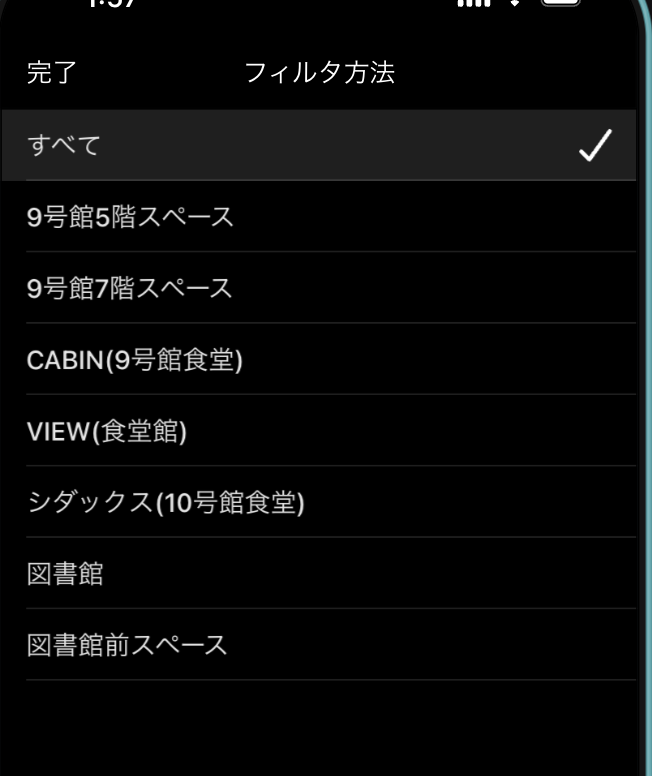 完了
フィルタ方法
すべて
9号館5階スペース
9号館7階スペース
CABIN(9号館食堂)
VIEW(食堂館)
シダックス(10号館食堂)
図書館
図書館前スペース